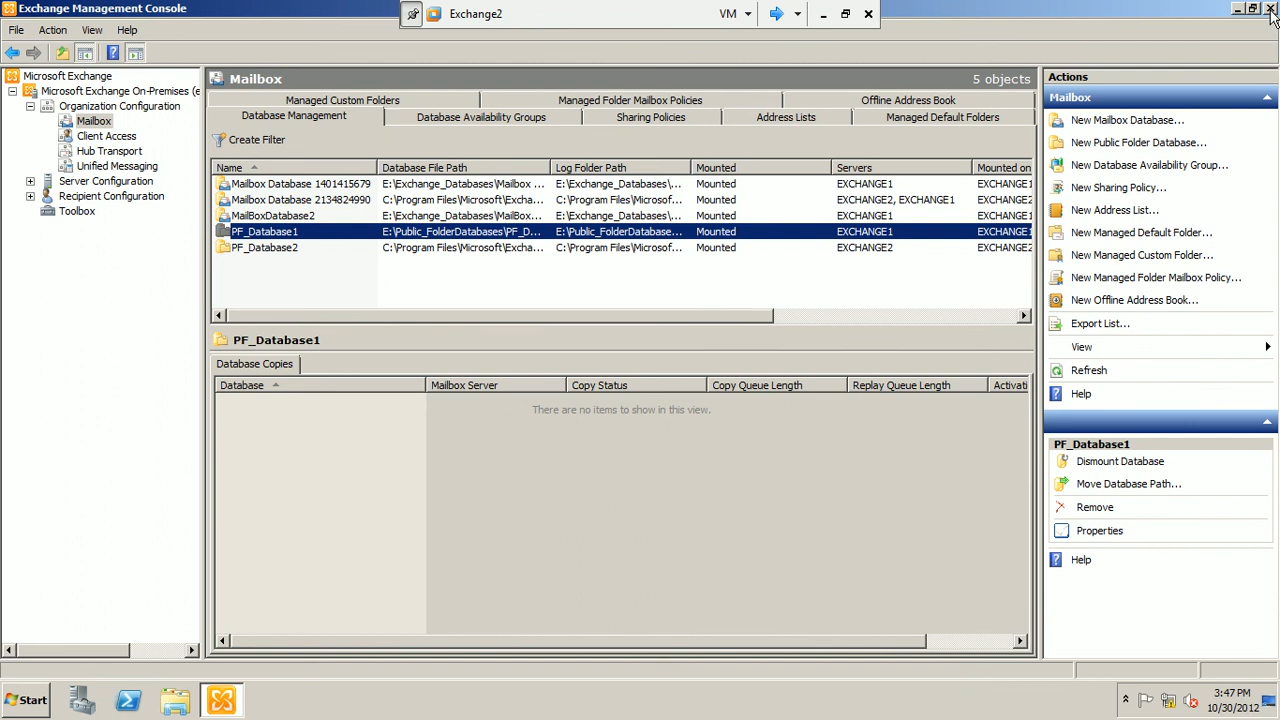 Exchange Management Console
Exchange2
VM
File Action View Help
Microsoft Exchange
Microsoft Exchange On-Premises (e
Organization Configuration
Mailbox
Client Access
Hub Transport
Unified Messaging
Server Configuration
Recipient Configuration
Toolbox
Mailbox 5 objects
Managed Custom Folders Managed Folder Mailbox Policies Offline Address Book
Database Management Database Availability Groups Sharing Policies Address Lists Managed Default Folders
Create Filter
Name Database File Path Log Folder Path Mounted Servers Mounted on
Mailbox Database 1401415679 E:\Exchange_Databases\Mailbox ... E:\Exchange_Databases\... Mounted EXCHANGE1 EXCHANGE1
Mailbox Database 2134824990 C:\Program Files\Microsoft\Excha... C:\Program Files\Microsoft... Mounted EXCHANGE2, EXCHANGE1 EXCHANGE2
MailBoxDatabase2 E:\Exchange_Databases\MailBox... E:\Exchange_Databases\... Mounted EXCHANGE1 EXCHANGE1
PF_Database1 E:\Public_FolderDatabases\PF_D... E:\Public_FolderDatabase... Mounted EXCHANGE1 EXCHANGE1
PF_Database2 C:\Program Files\Microsoft\Excha... C:\Program Files\Microsoft... Mounted EXCHANGE2 EXCHANGE2
PF_Database1
Database Copies
Database Mailbox Server Copy Status Copy Queue Length Replay Queue Length Activati
There are no items to show in this view.
Actions
Mailbox
New Mailbox Database...
New Public Folder Database...
New Database Availability Group...
New Sharing Policy...
New Address List...
New Managed Default Folder...
New Managed Custom Folder...
New Managed Folder Mailbox Policy...
New Offline Address Book...
Export List...
View
Refresh
Help
PF_Database1
Dismount Database
Move Database Path...
Remove
Properties
Help
Start
3:47 PM
10/30/2012